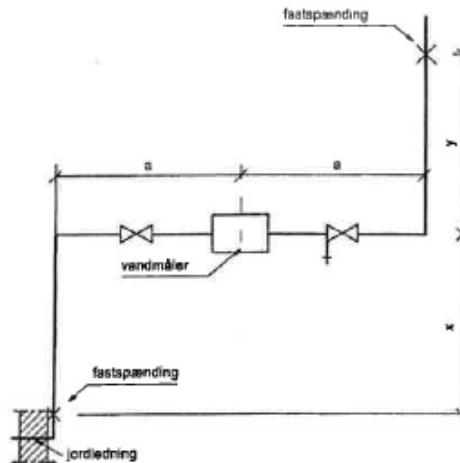 fastspænding
y
a
a
vandmåler
x
fastspænding
jordledning